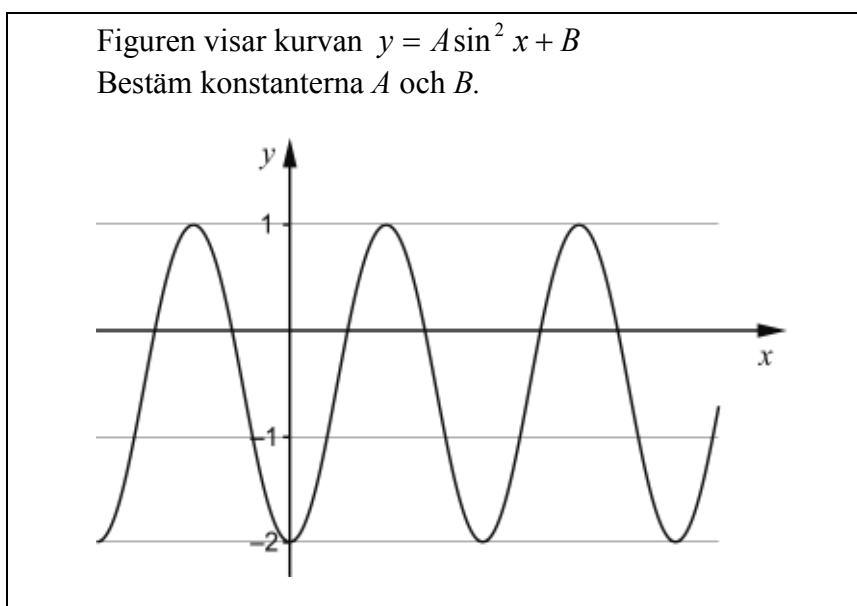 Figuren visar kurvan y = A sin² x + B
Bestäm konstanterna A och B.
y
1
x
–1
–2